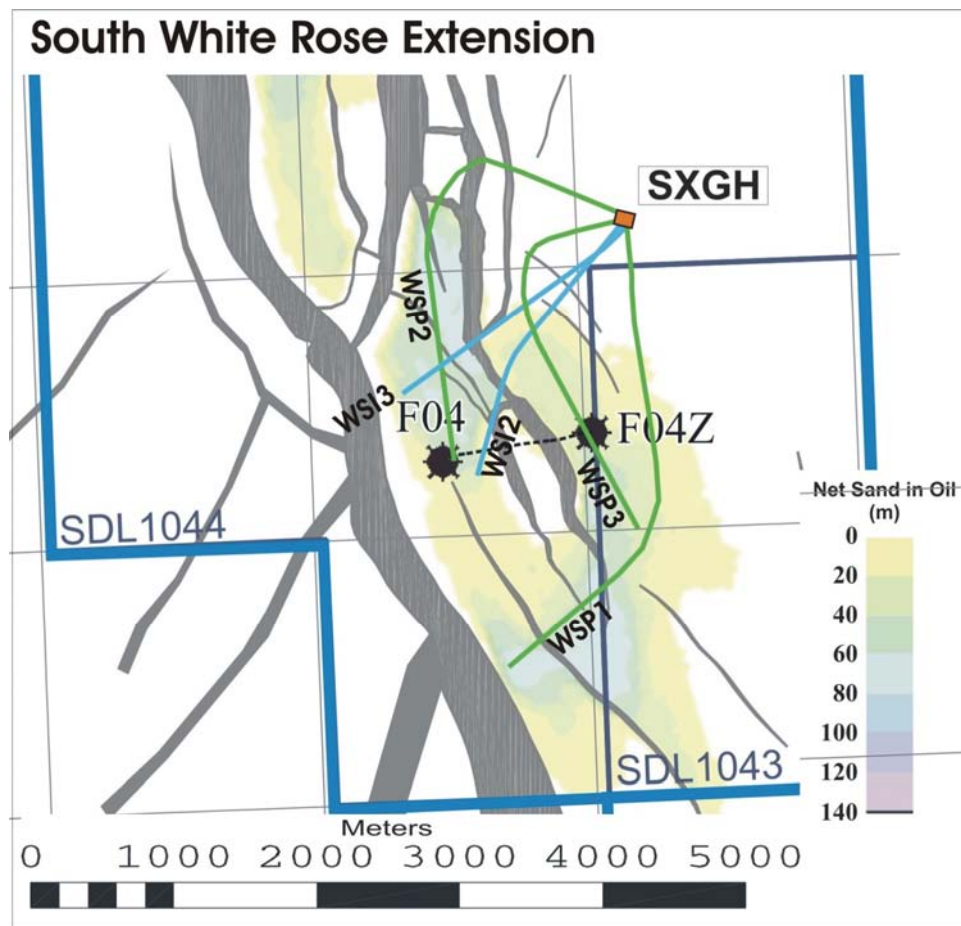 South White Rose Extension
SXGH
WSP2
WSI3
F04
WSI2
F04Z
WSP3
SDL1044
WSP1
SDL1043
Net Sand in Oil
(m)
0
20
40
60
80
100
120
140
Meters
0 1000 2000 3000 4000 5000